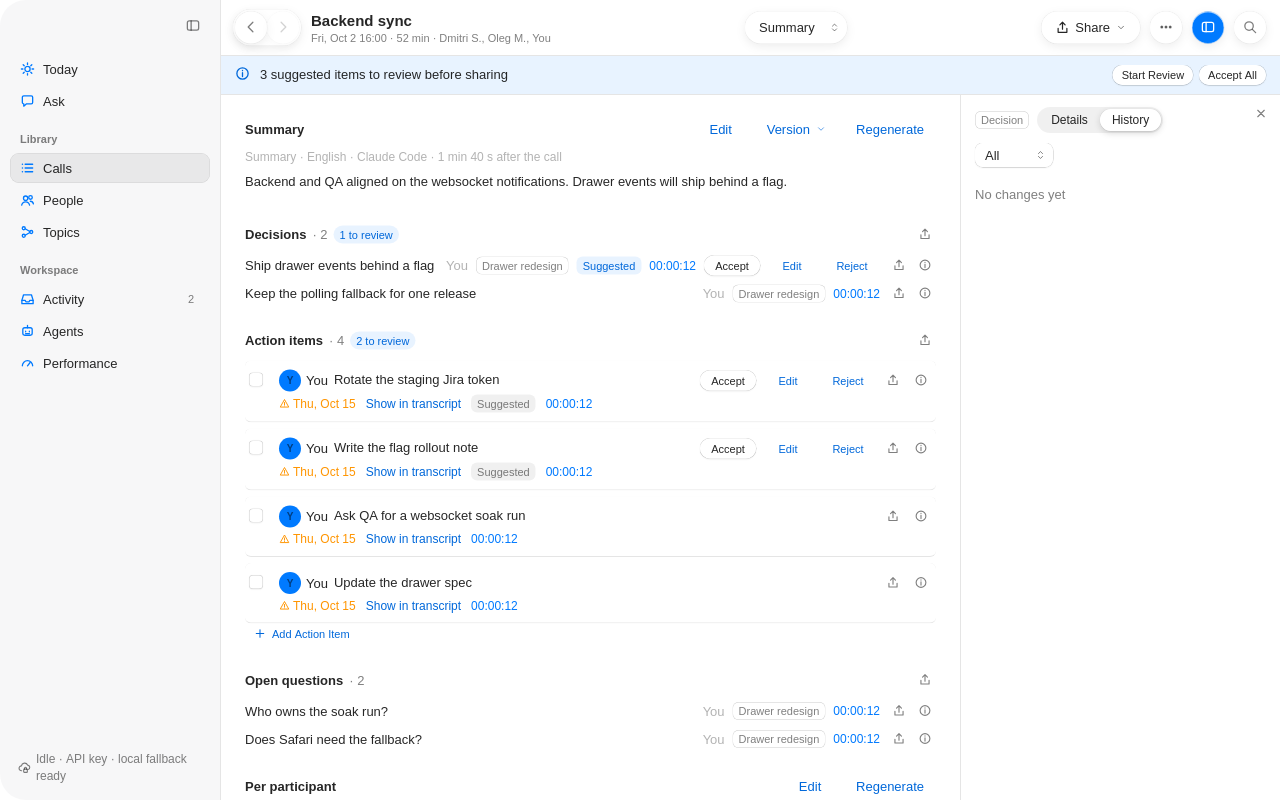 Backend sync
Fri, Oct 2 16:00 · 52 min · Dmitri S., Oleg M., You
Summary
Share
Today
Ask
Library
Calls
People
Topics
Workspace
Activity 2
Agents
Performance
Idle · API key · local fallback
ready
3 suggested items to review before sharing
Start Review
Accept All
Summary
Edit
Version
Regenerate
Summary · English · Claude Code · 1 min 40 s after the call
Backend and QA aligned on the websocket notifications. Drawer events will ship behind a flag.
Decisions · 2 1 to review
Ship drawer events behind a flag You Drawer redesign Suggested 00:00:12 Accept Edit Reject
Keep the polling fallback for one release You Drawer redesign 00:00:12
Action items · 4 2 to review
Y You Rotate the staging Jira token Accept Edit Reject
Thu, Oct 15 Show in transcript Suggested 00:00:12
Y You Write the flag rollout note Accept Edit Reject
Thu, Oct 15 Show in transcript Suggested 00:00:12
Y You Ask QA for a websocket soak run
Thu, Oct 15 Show in transcript 00:00:12
Y You Update the drawer spec
Thu, Oct 15 Show in transcript 00:00:12
Add Action Item
Open questions · 2
Who owns the soak run? You Drawer redesign 00:00:12
Does Safari need the fallback? You Drawer redesign 00:00:12
Per participant Edit Regenerate
Decision Details History
All
No changes yet